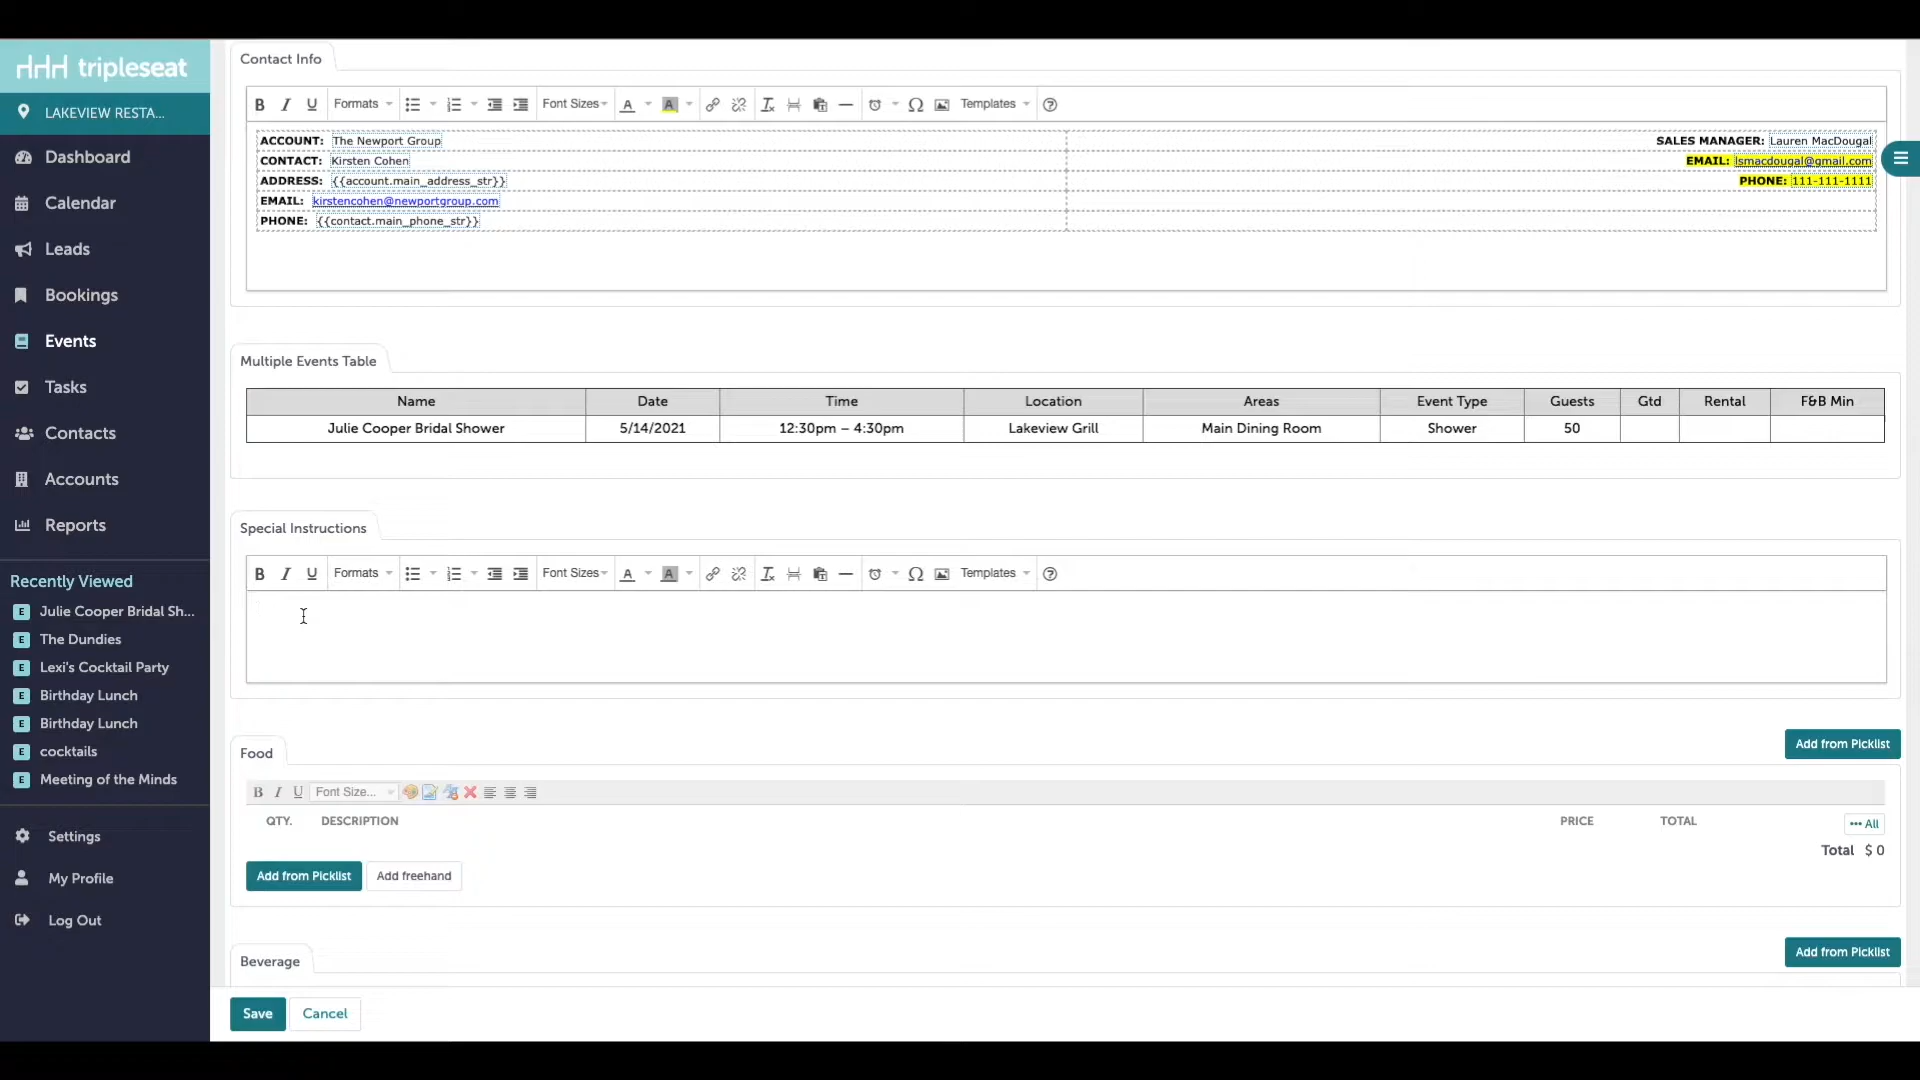 tripleseat
LAKEVIEW RESTA...
Dashboard
Calendar
Leads
Bookings
Events
Tasks
Contacts
Accounts
Reports
Recently Viewed
E Julie Cooper Bridal Sh...
E The Dundies
E Lexi's Cocktail Party
E Birthday Lunch
E Birthday Lunch
E cocktails
E Meeting of the Minds
Settings
My Profile
Log Out
Contact Info
B I U Formats Font Sizes A A Templates
ACCOUNT: The Newport Group
CONTACT: Kirsten Cohen
ADDRESS: {{account.main_address_str}}
EMAIL: kirstencohen@newportgroup.com
PHONE: {{contact.main_phone_str}}
SALES MANAGER: Lauren MacDougal
EMAIL: lsmacdougal@gmail.com
PHONE: 111-111-1111
Multiple Events Table
Name Date Time Location Areas Event Type Guests Gtd Rental F&B Min
Julie Cooper Bridal Shower 5/14/2021 12:30pm – 4:30pm Lakeview Grill Main Dining Room Shower 50
Special Instructions
B I U Formats Font Sizes A A Templates
Food
Add from Picklist
B I U Font Size...
QTY. DESCRIPTION PRICE TOTAL
••• All
Total $ 0
Add from Picklist Add freehand
Beverage
Add from Picklist
Save Cancel